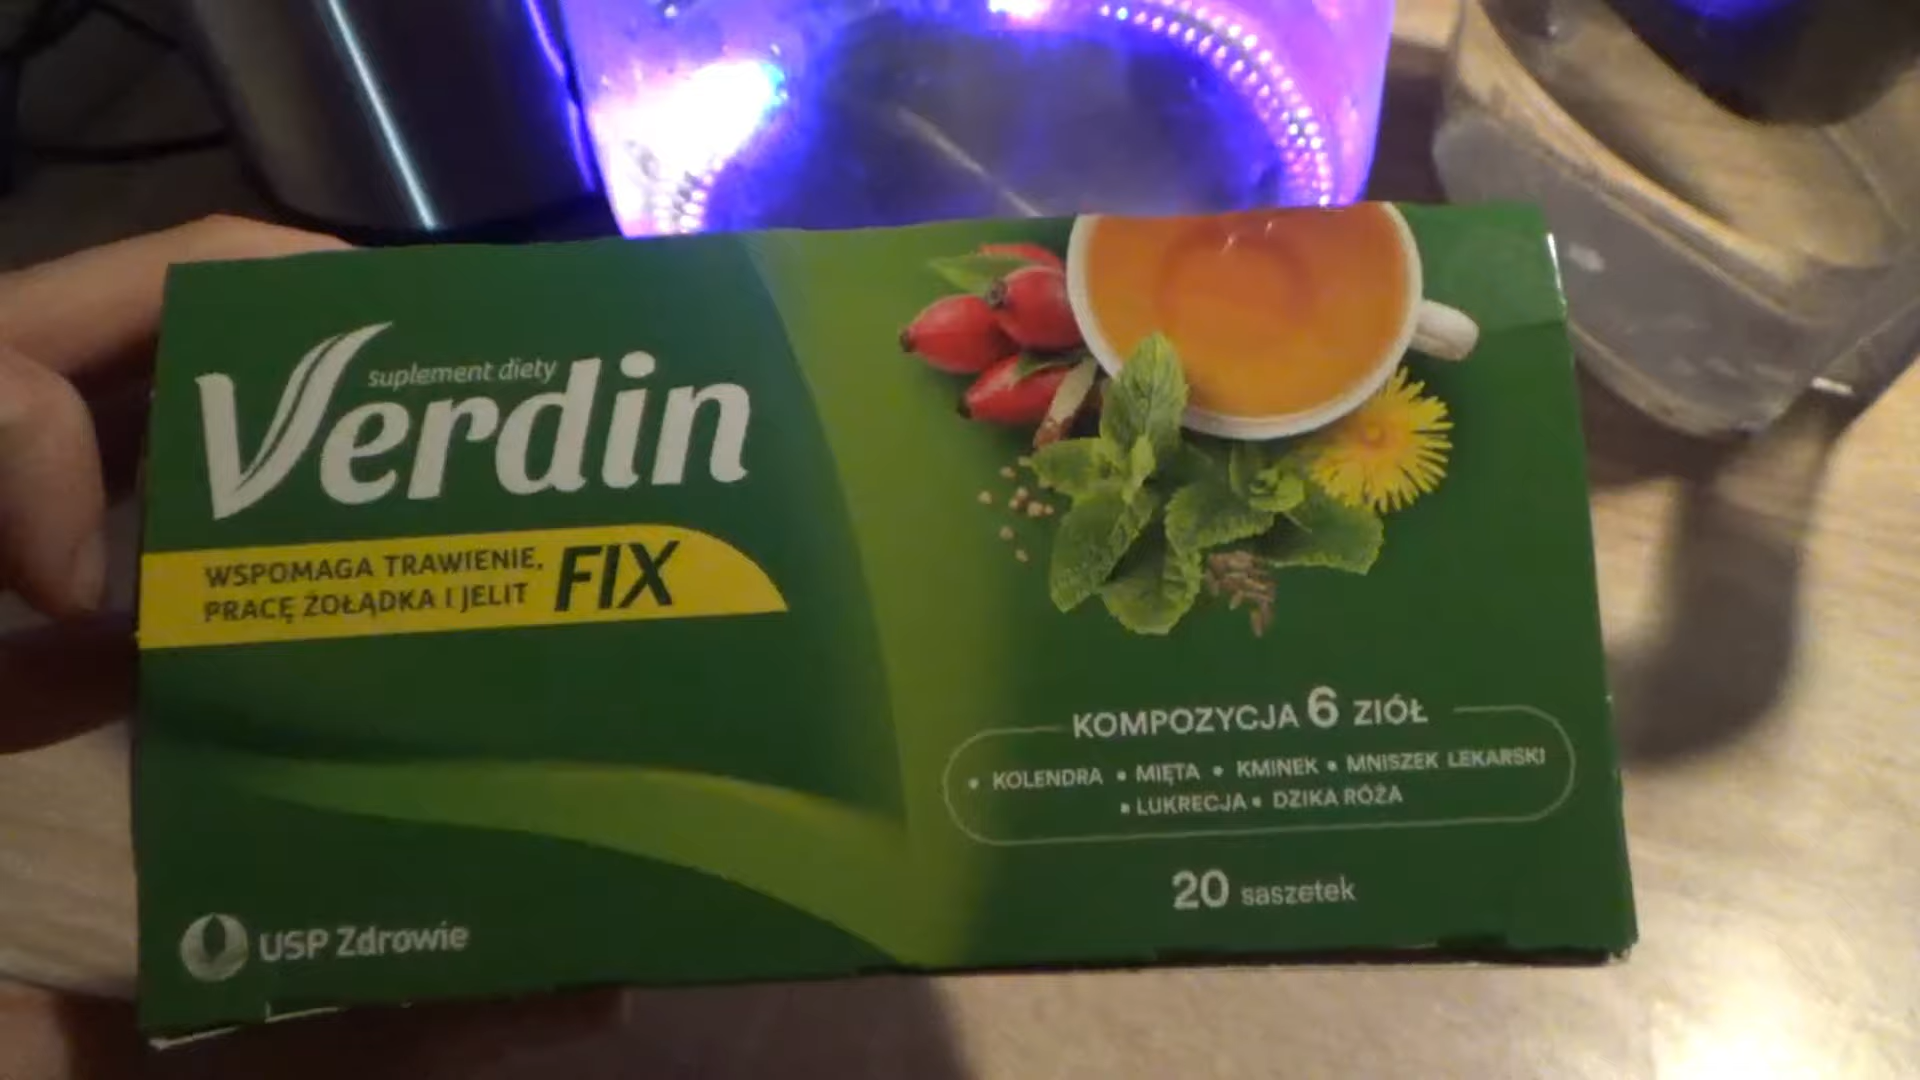 suplement diety
Verdin
WSPOMAGA TRAWIENIE,
PRACĘ ŻOŁĄDKA I JELIT
FIX
KOMPOZYCJA 6 ZIÓŁ
• KOLENDRA • MIĘTA • KMINEK • MNISZEK LEKARSKI
• LUKRECJA • DZIKA RÓŻA
20 saszetek
USP Zdrowie